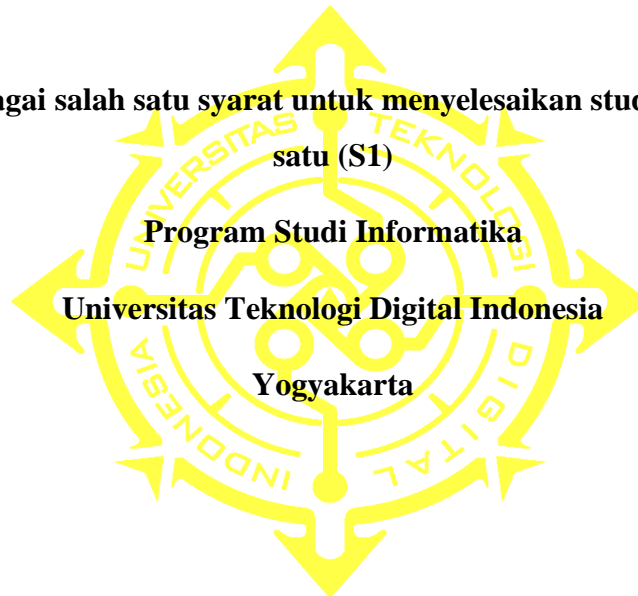 agai salah satu syarat untuk menyelesaikan stud
satu (S1)
Program Studi Informatika
Universitas Teknologi Digital Indonesia
Yogyakarta
UNIVERSITAS TEKNOLOGI DIGITAL INDONESIA